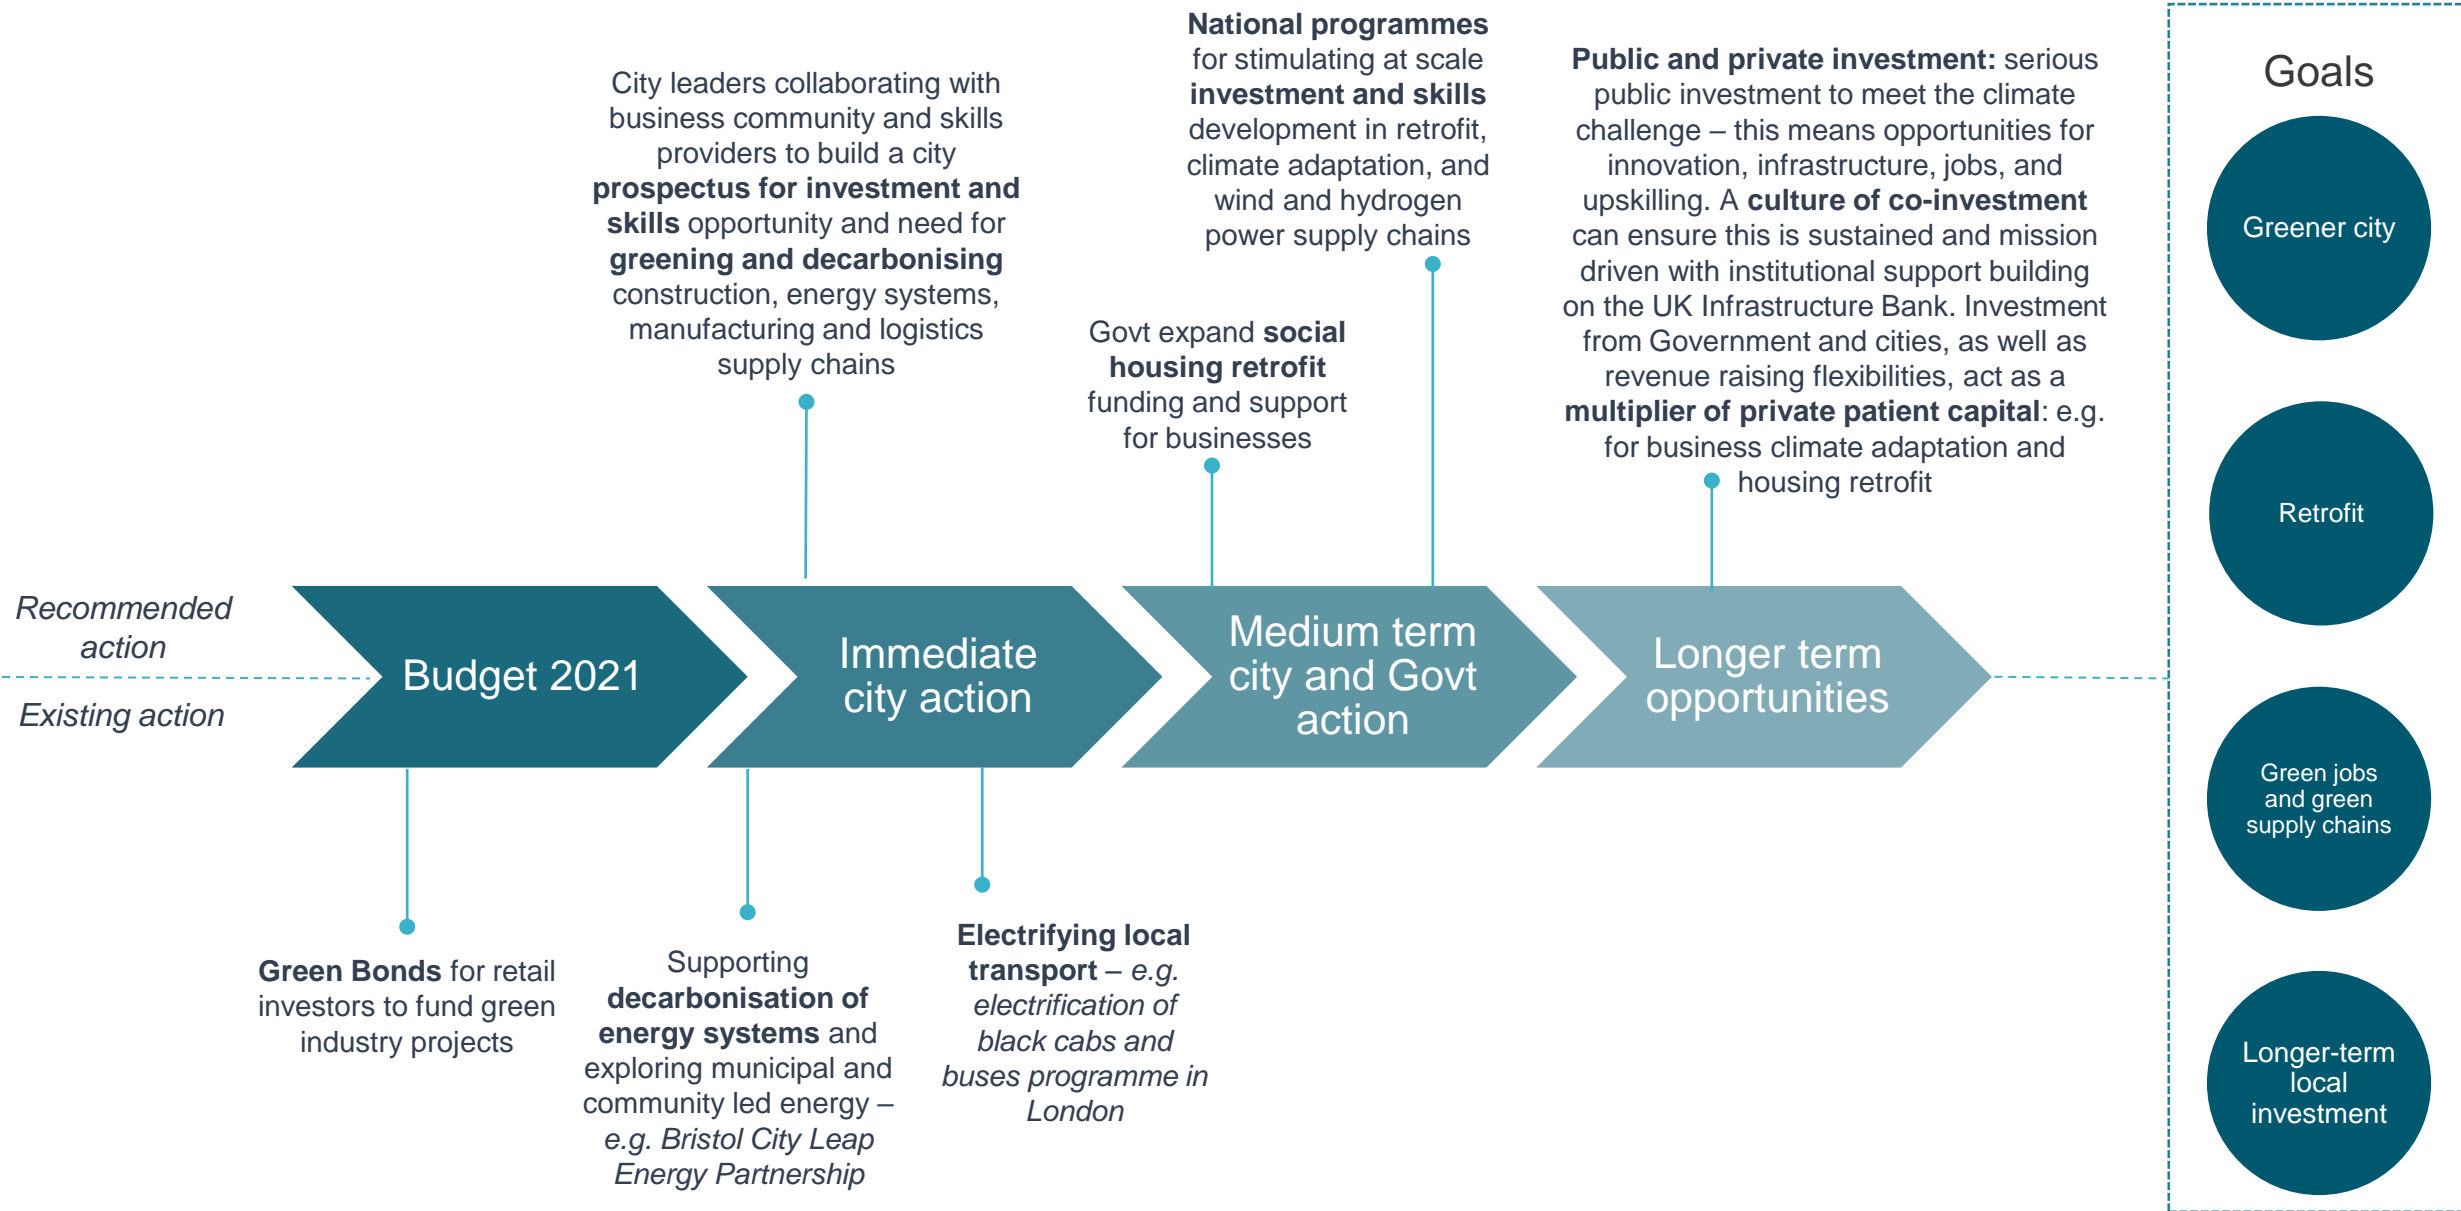 National programmes
for stimulating at scale
investment and skills
development in retrofit,
climate adaptation, and
wind and hydrogen
power supply chains
City leaders collaborating with
business community and skills
providers to build a city
prospectus for investment and
skills opportunity and need for
greening and decarbonising
construction, energy systems,
manufacturing and logistics
supply chains
Govt expand social
housing retrofit
funding and support
for businesses
Public and private investment: serious
public investment to meet the climate
challenge – this means opportunities for
innovation, infrastructure, jobs, and
upskilling. A culture of co-investment
can ensure this is sustained and mission
driven with institutional support building
on the UK Infrastructure Bank. Investment
from Government and cities, as well as
revenue raising flexibilities, act as a
multiplier of private patient capital: e.g.
for business climate adaptation and
housing retrofit
Recommended
action
Existing action
Budget 2021
Immediate
city action
Medium term
city and Govt
action
Longer term
opportunities
Green Bonds for retail
investors to fund green
industry projects
Supporting
decarbonisation of
energy systems and
exploring municipal and
community led energy –
e.g. Bristol City Leap
Energy Partnership
Electrifying local
transport – e.g.
electrification of
black cabs and
buses programme in
London
Goals
Greener city
Retrofit
Green jobs
and green
supply chains
Longer-term
local
investment